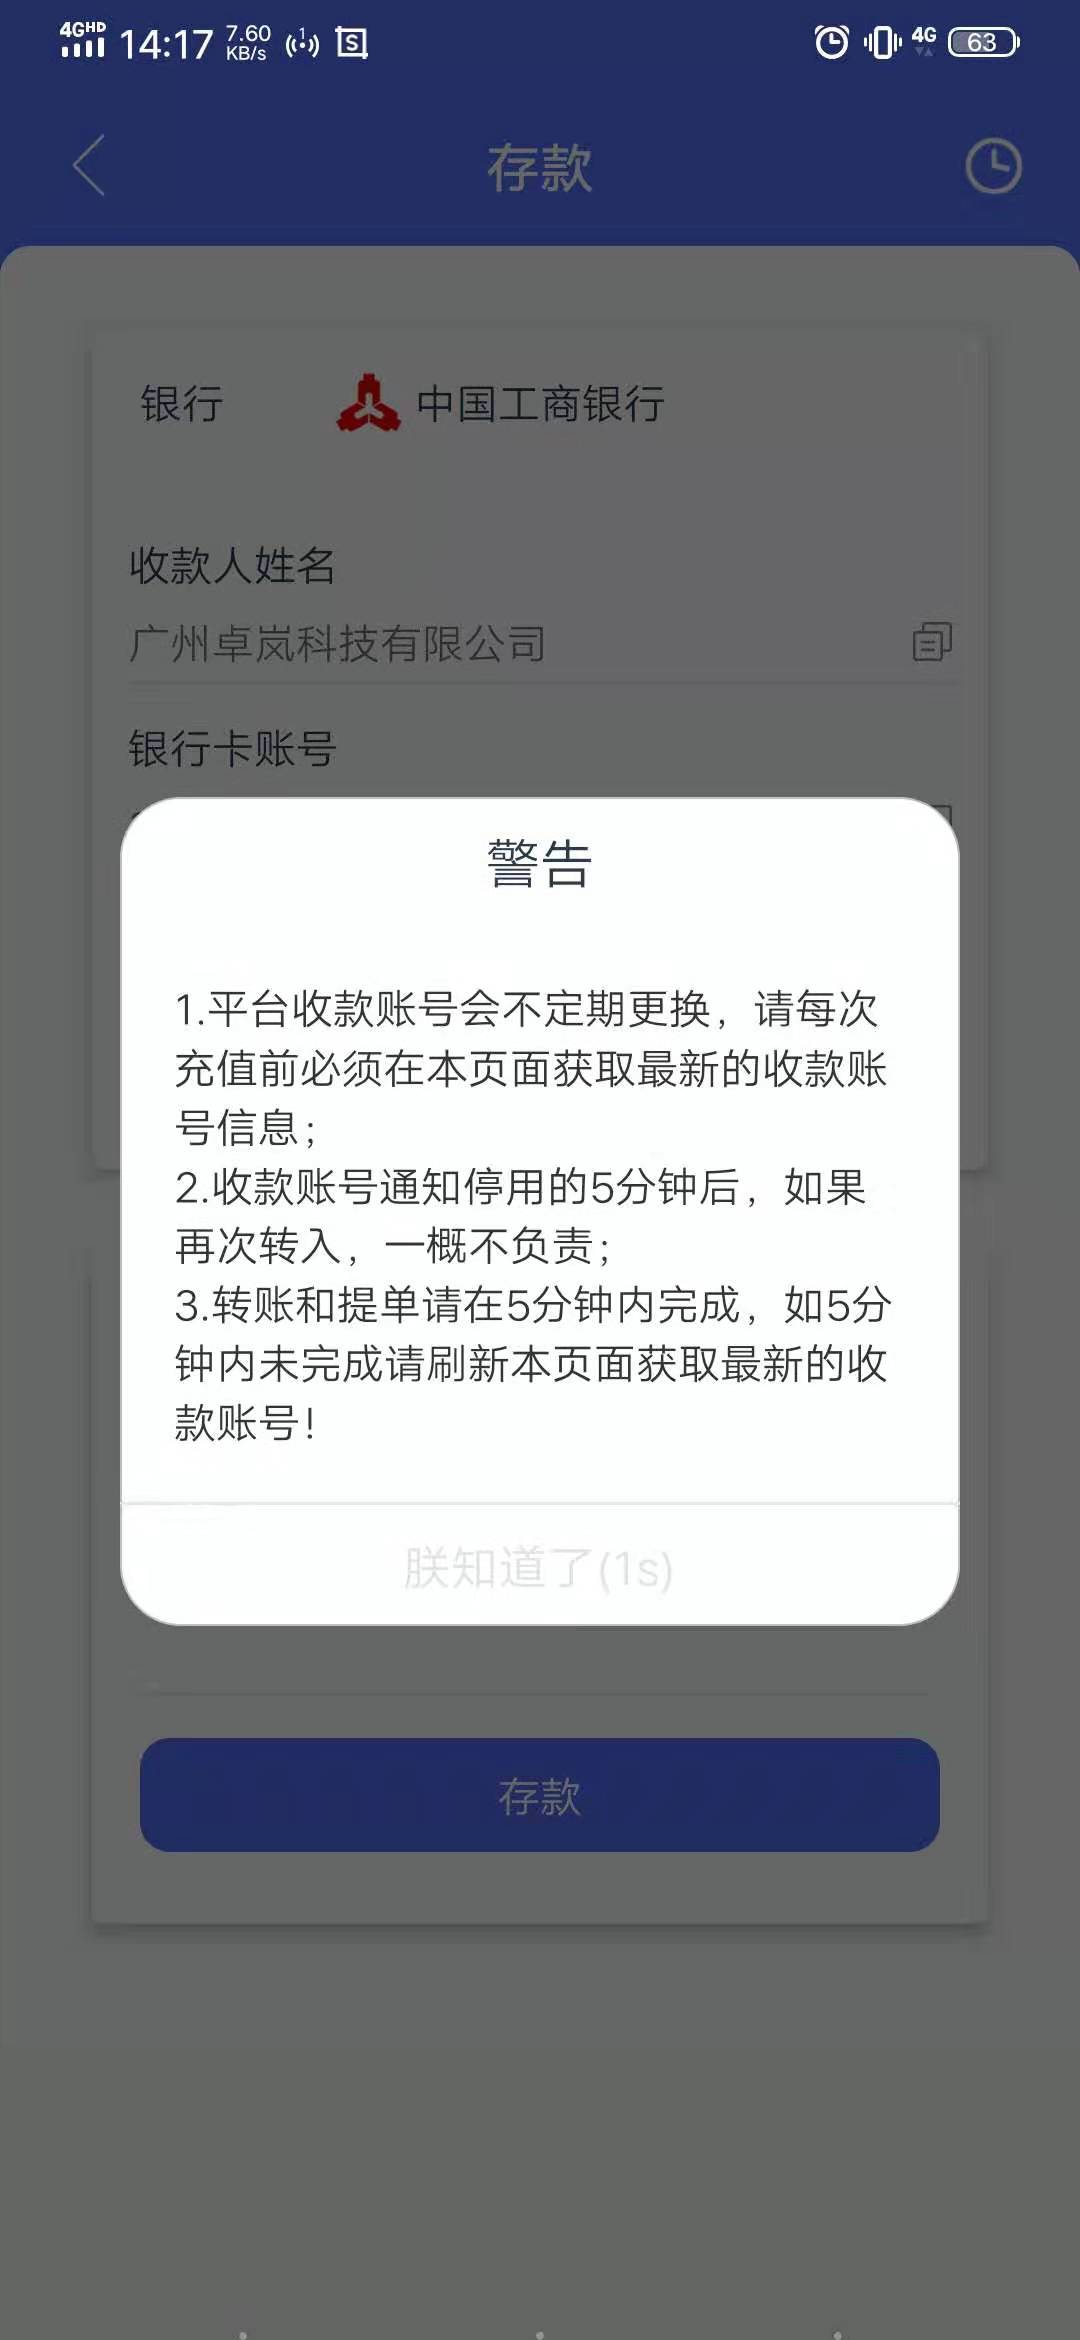 4GHD 14:17 7.60 KB/s 4G 63
存款
银行 中国工商银行
收款人姓名
广州卓岚科技有限公司
银行卡账号
警告
1.平台收款账号会不定期更换，请每次
充值前必须在本页面获取最新的收款账
号信息；
2.收款账号通知停用的5分钟后，如果
再次转入，一概不负责；
3.转账和提单请在5分钟内完成，如5分
钟内未完成请刷新本页面获取最新的收
款账号！
朕知道了(1s)
存款